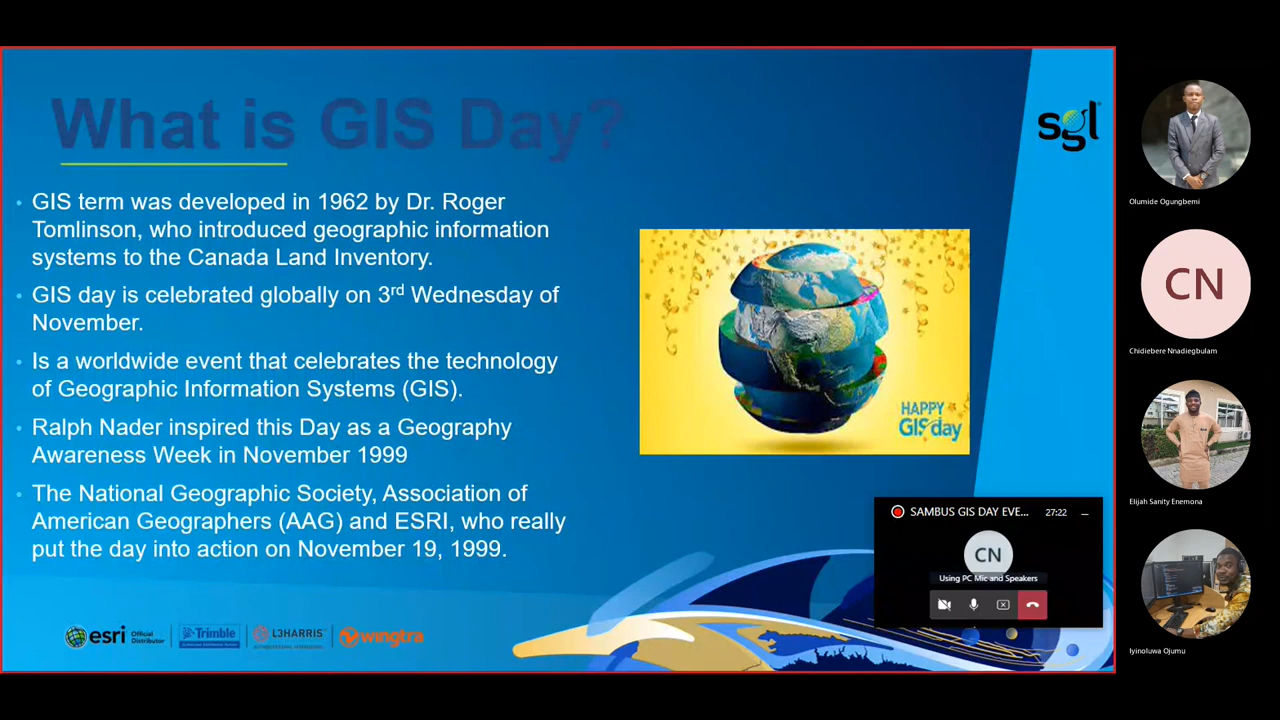 What is GIS Day?
sgl
• GIS term was developed in 1962 by Dr. Roger
Tomlinson, who introduced geographic information
systems to the Canada Land Inventory.
• GIS day is celebrated globally on 3rd Wednesday of
November.
• Is a worldwide event that celebrates the technology
of Geographic Information Systems (GIS).
• Ralph Nader inspired this Day as a Geography
Awareness Week in November 1999
• The National Geographic Society, Association of
American Geographers (AAG) and ESRI, who really
put the day into action on November 19, 1999.
HAPPY
GIS day
SAMBUS GIS DAY EVE... 27:22
CN
Using PC Mic and Speakers
esri Official
Distributor
Trimble
L3HARRIS
wingtra
Olumide Ogungbemi
CN
Chidiebere Nnadiegbulam
Elijah Sanity Enemona
Iyinoluwa Ojumu